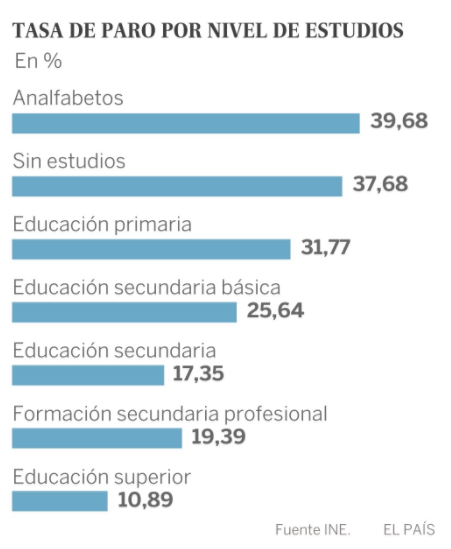 TASA DE PARO POR NIVEL DE ESTUDIOS
En %
Analfabetos
39,68
Sin estudios
37,68
Educación primaria
31,77
Educación secundaria básica
25,64
Educación secundaria
17,35
Formación secundaria profesional
19,39
Educación superior
10,89
Fuente INE. EL PAÍS